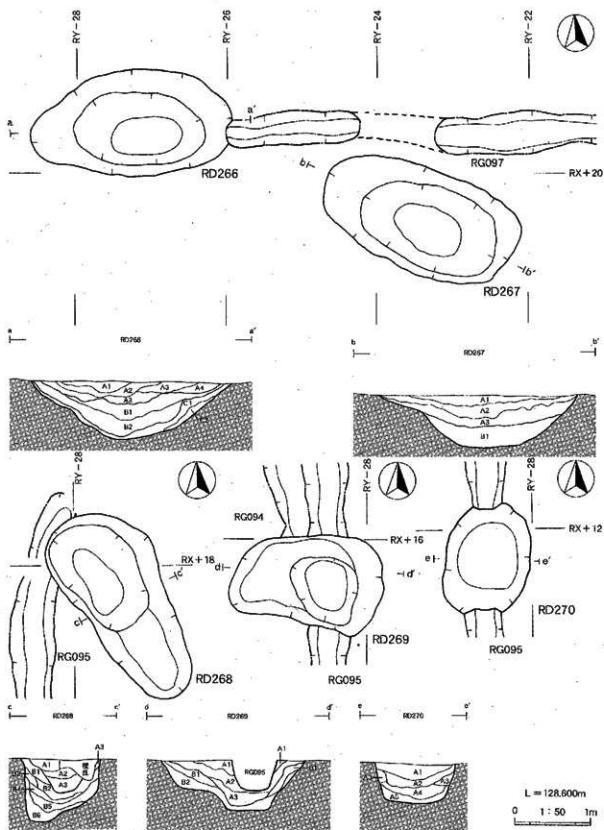 RY-28
RY-26
RY-24
RY-22
a
a'
RD266
RG097
b
RX+20
b'
RD267
a
RD266
a'
b
RD267
b'
A1
A2
A3
A4
A3
B1
B2
C1
A1
A2
A3
B1
RY-28
RY-28
RY-28
RG094
RX+16
RX+12
RX+18
c'
d
d'
e
e'
c
RD269
RD270
RG095
RD268
RG095
RG095
c
RD268
c'
d
RD269
d'
e
RD270
e'
A3
A1
A1
B1
A2
A3
B5
B6
A1
B1
A2
B2
A3
RG095
A1
A2
A4
L=128.600m
0
1:50
1m